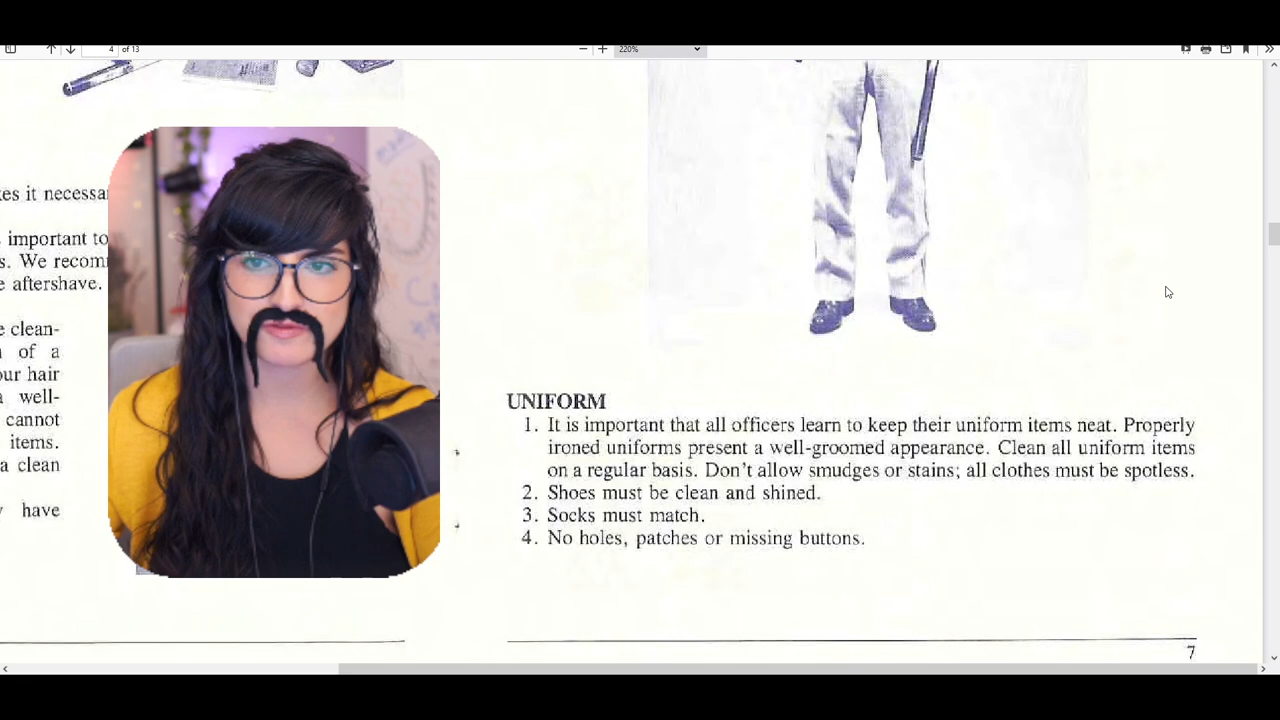 4 of 13
220%
kes it necessa
important to
s. We recom
e aftershave.
e clean-
of a
our hair
a well-
cannot
items.
a clean
have
UNIFORM
1. It is important that all officers learn to keep their uniform items neat. Properly
ironed uniforms present a well-groomed appearance. Clean all uniform items
on a regular basis. Don't allow smudges or stains; all clothes must be spotless.
2. Shoes must be clean and shined.
3. Socks must match.
4. No holes, patches or missing buttons.
7